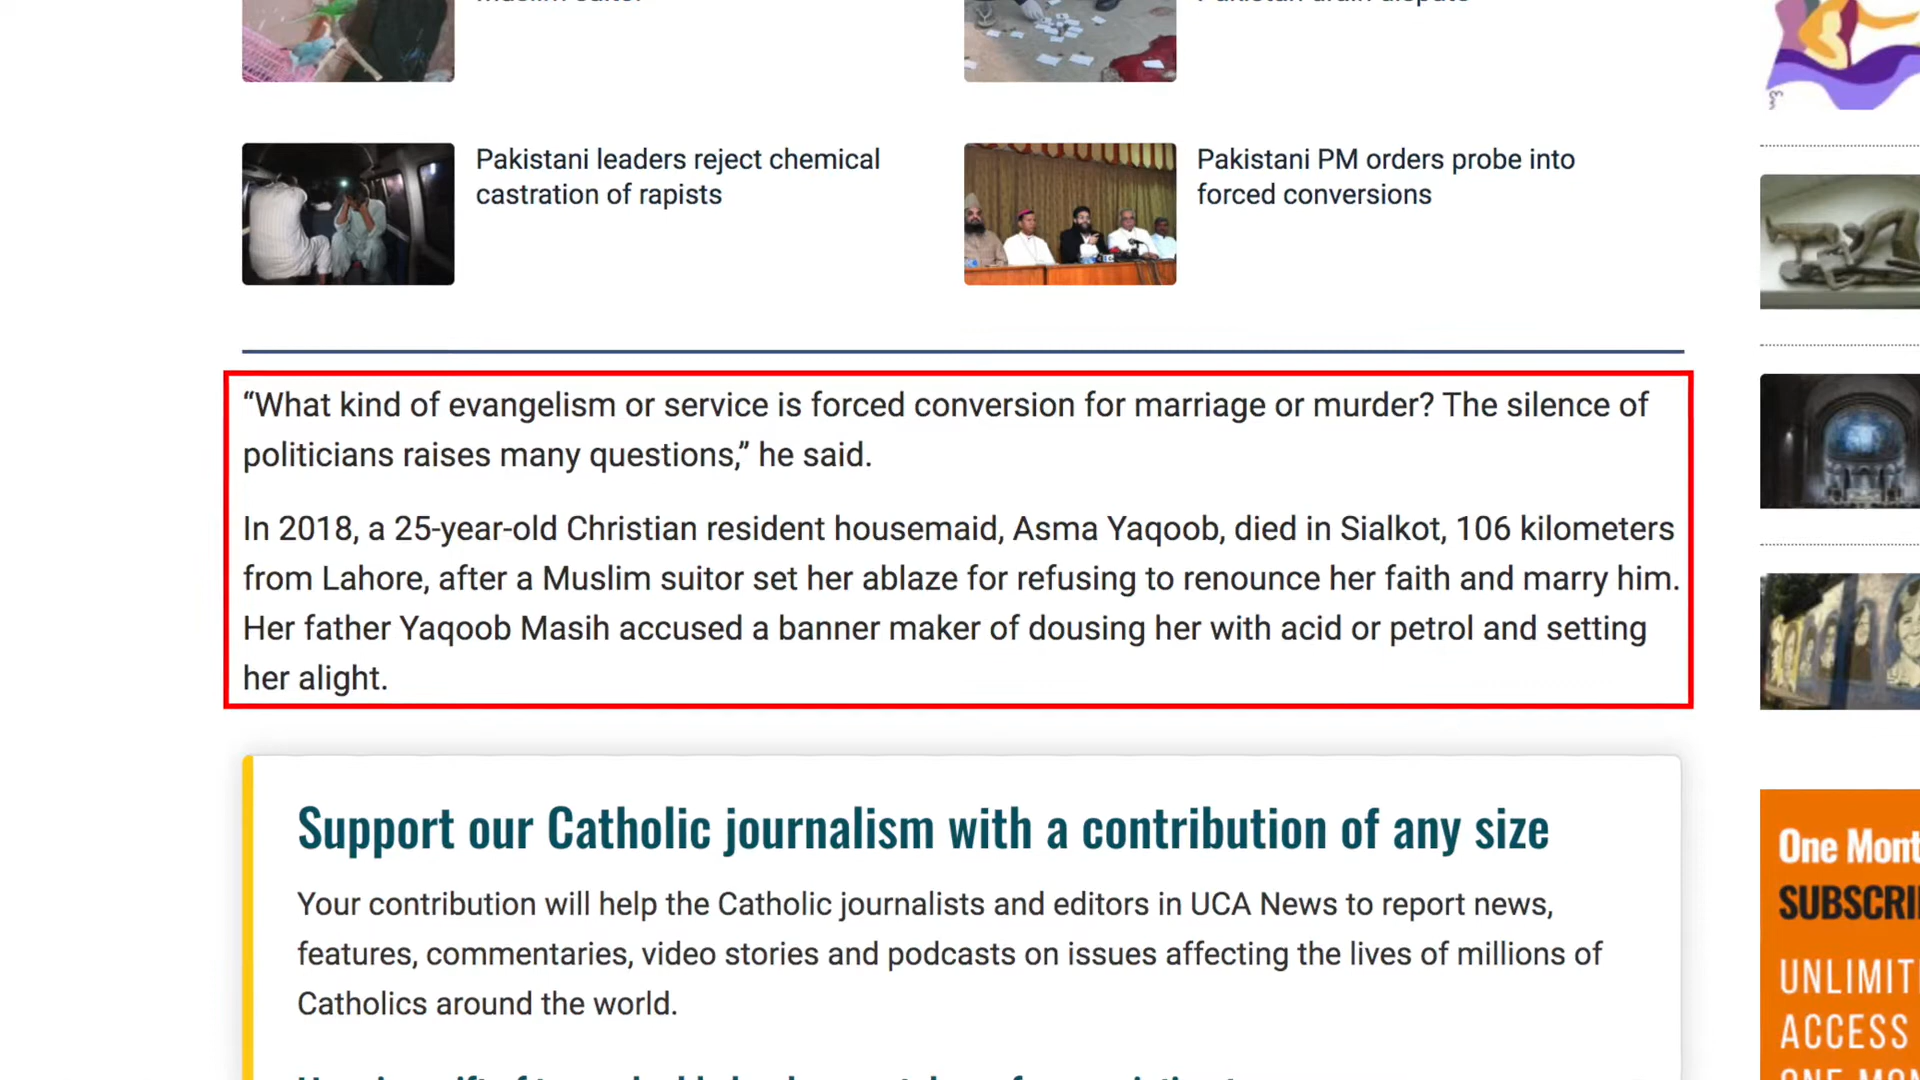 Pakistani leaders reject chemical
castration of rapists
Pakistani PM orders probe into
forced conversions
“What kind of evangelism or service is forced conversion for marriage or murder? The silence of
politicians raises many questions,” he said.
In 2018, a 25-year-old Christian resident housemaid, Asma Yaqoob, died in Sialkot, 106 kilometers
from Lahore, after a Muslim suitor set her ablaze for refusing to renounce her faith and marry him.
Her father Yaqoob Masih accused a banner maker of dousing her with acid or petrol and setting
her alight.
Support our Catholic journalism with a contribution of any size
Your contribution will help the Catholic journalists and editors in UCA News to report news,
features, commentaries, video stories and podcasts on issues affecting the lives of millions of
Catholics around the world.
One Mont
SUBSCRI
UNLIMIT
ACCESS